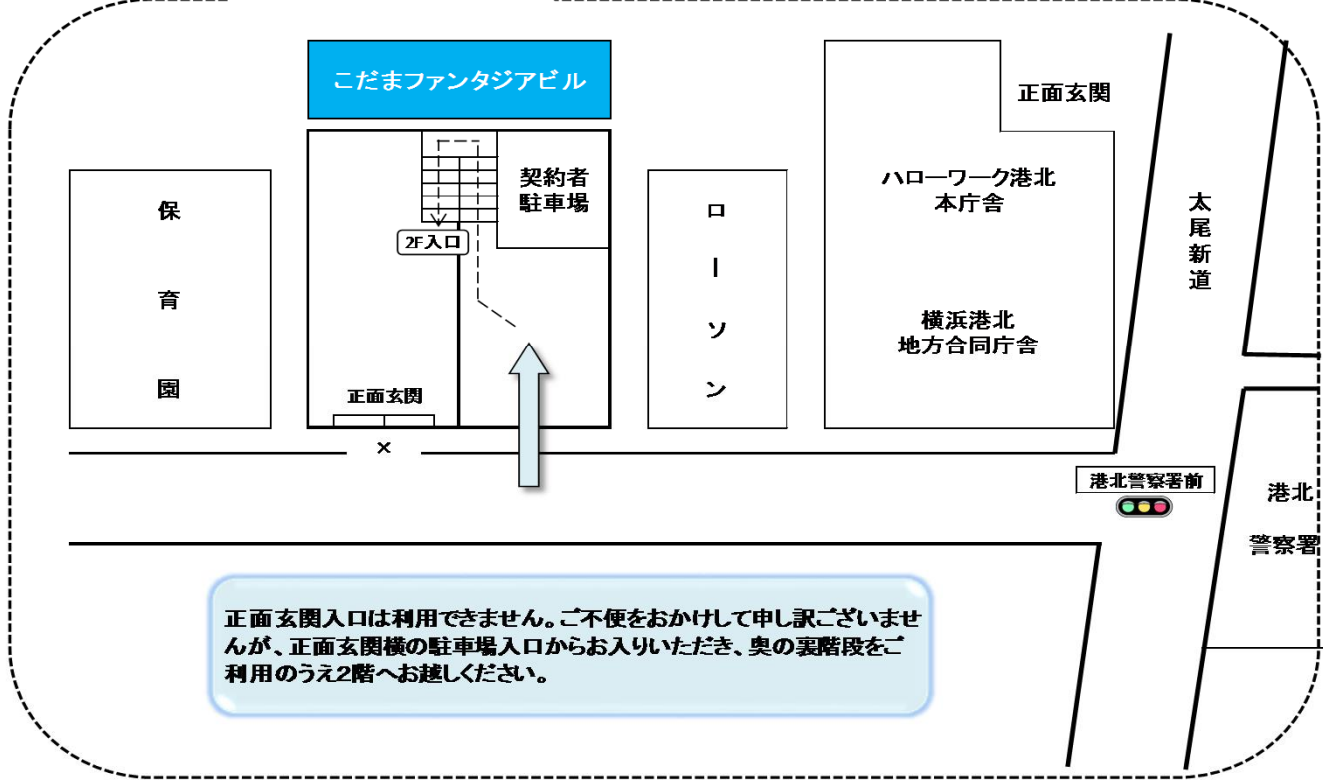 こだまファンタジアビル
正面玄関
契約者
駐車場
2F入口
正面玄関
×
保育園
ローソン
ハローワーク港北
本庁舎
横浜港北
地方合同庁舎
太尾新道
港北警察署前
港北
警察署
正面玄関入口は利用できません。ご不便をおかけして申し訳ございませ
んが、正面玄関横の駐車場入口からお入りいただき、奥の裏階段をご
利用のうえ2階へお越しください。